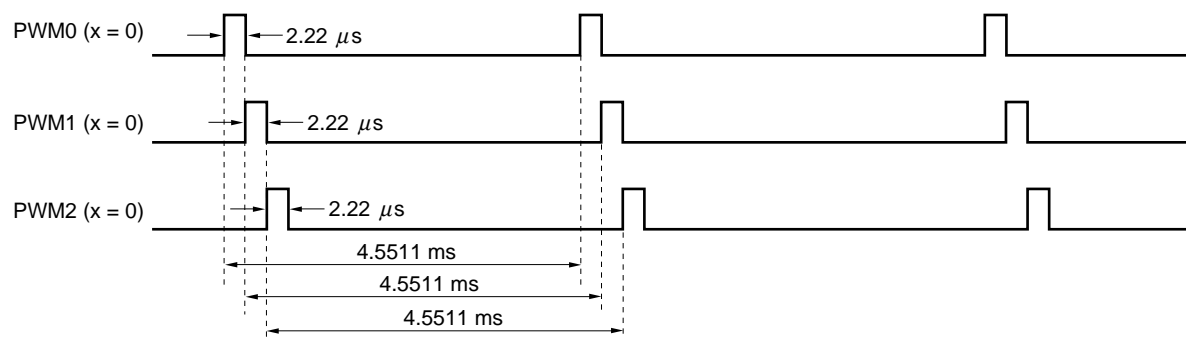 PWM0 (x = 0)
2.22 μs
PWM1 (x = 0)
2.22 μs
PWM2 (x = 0)
2.22 μs
4.5511 ms
4.5511 ms
4.5511 ms